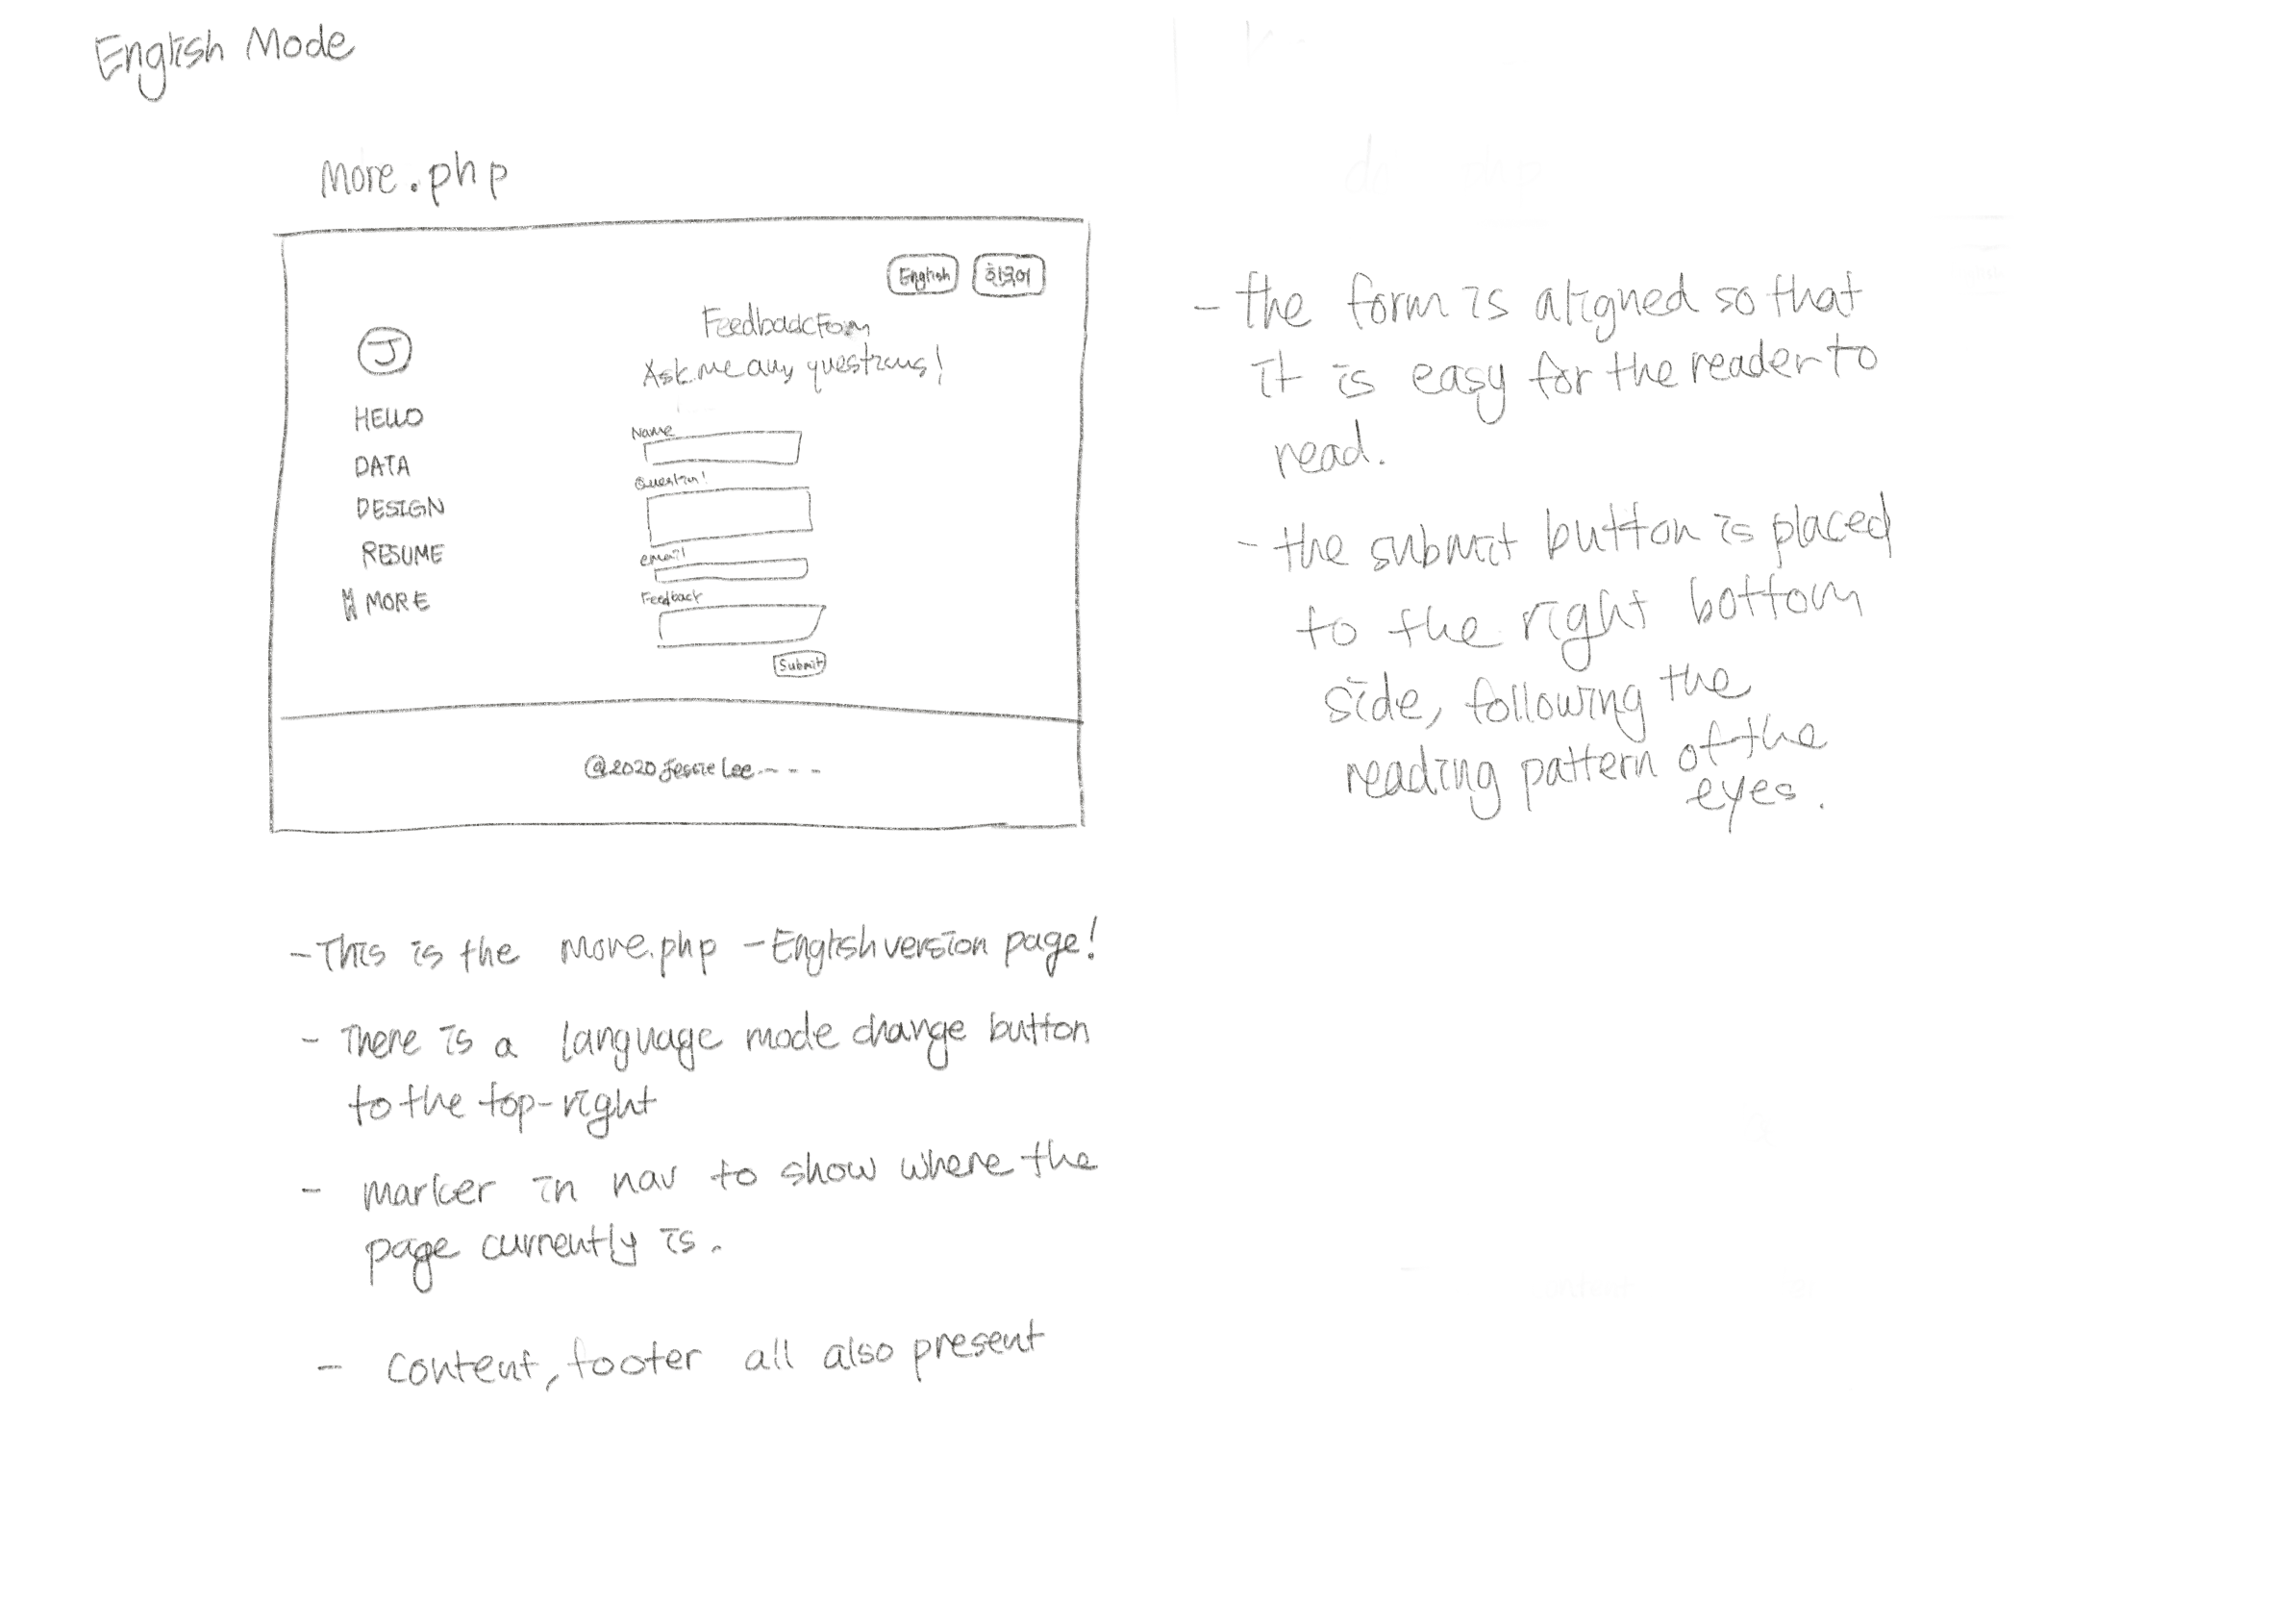 English Mode
More.php
English 한국어
Feedback Form
Ask me any questions!
J
HELLO
DATA
DESIGN
RESUME
MORE
Name
Question!
email!
Feedback
Submit
@2020 Jessie Lee - - - -
- This is the more.php - English version page!
- There is a language mode change button
to the top-right
- marker in nav to show where the
page currently is.
- content, footer all also present
- the form is aligned so that
it is easy for the reader to
read.
- the submit button is placed
to the right bottom
side, following the
reading pattern of the
eyes.